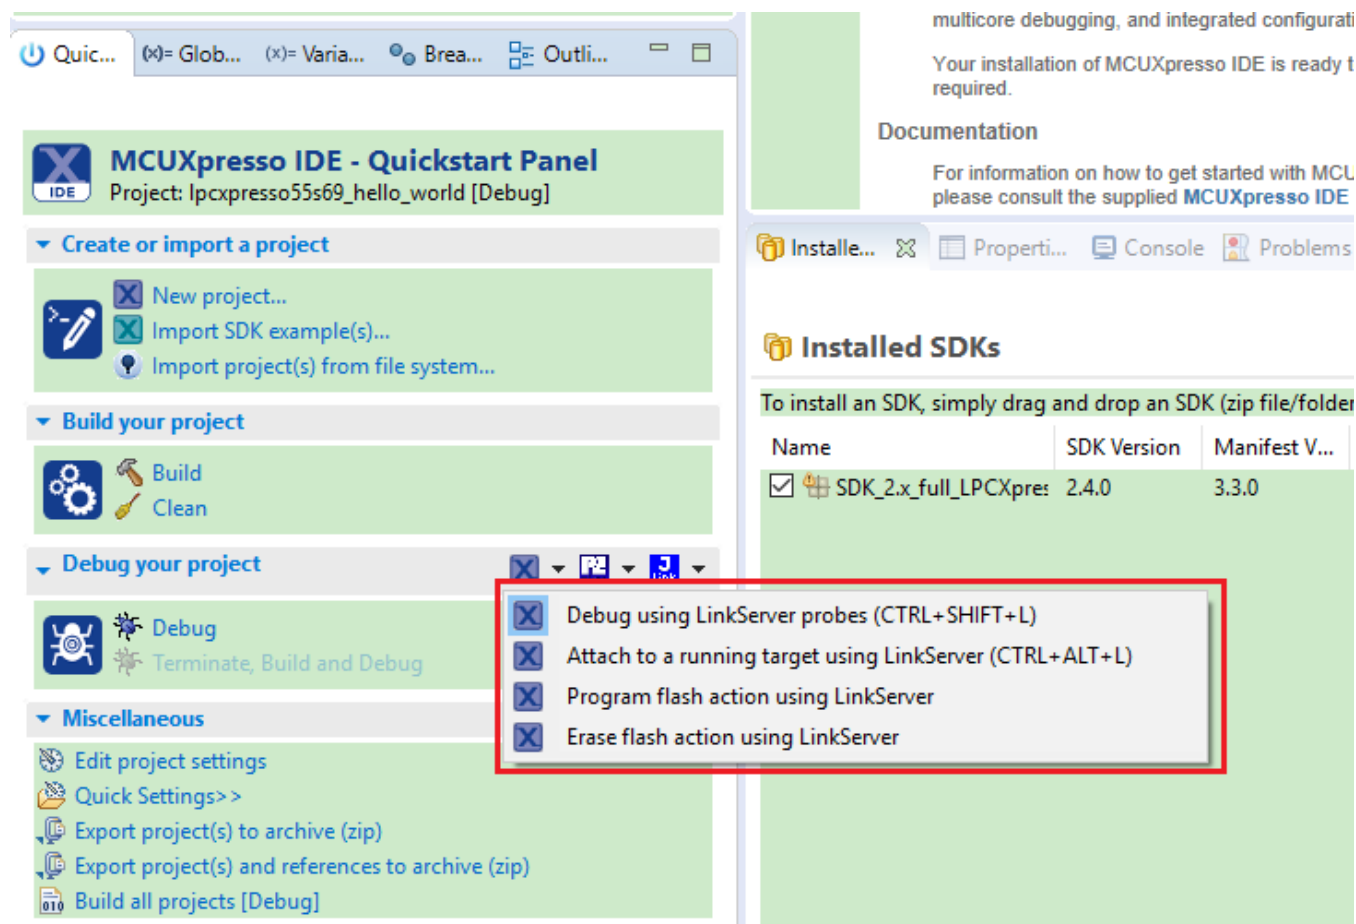 Quic...
(x)= Glob...
(x)= Varia...
Brea...
Outli...
IDE
MCUXpresso IDE - Quickstart Panel
Project: lpcxpresso55s69_hello_world [Debug]
Create or import a project
New project...
Import SDK example(s)...
Import project(s) from file system...
Build your project
Build
Clean
Debug your project
Debug
Terminate, Build and Debug
Debug using LinkServer probes (CTRL+SHIFT+L)
Attach to a running target using LinkServer (CTRL+ALT+L)
Program flash action using LinkServer
Erase flash action using LinkServer
Miscellaneous
Edit project settings
Quick Settings>>
Export project(s) to archive (zip)
Export project(s) and references to archive (zip)
010
Build all projects [Debug]
multicore debugging, and integrated configurati
Your installation of MCUXpresso IDE is ready t
required.
Documentation
For information on how to get started with MCU
please consult the supplied MCUXpresso IDE
Installe...
Properti...
Console
Problems
Installed SDKs
To install an SDK, simply drag and drop an SDK (zip file/folder
Name SDK Version Manifest V...
SDK_2.x_full_LPCXpres 2.4.0 3.3.0